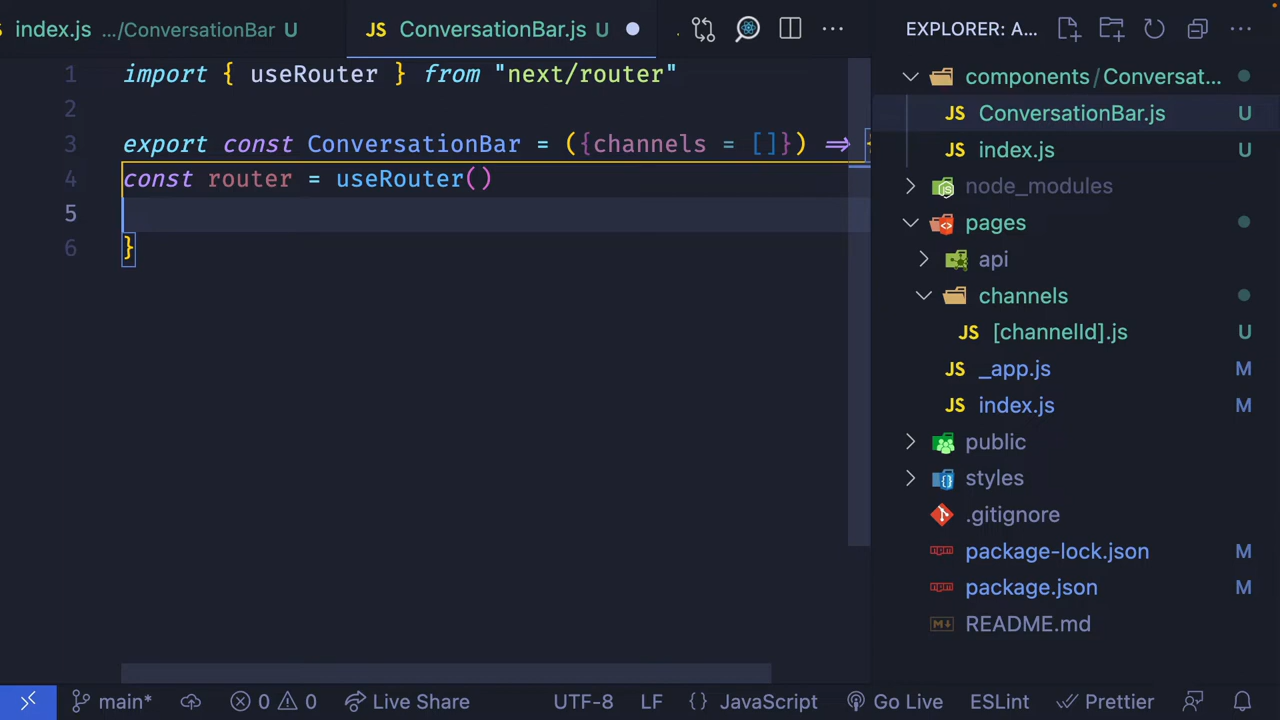 index.js .../ConversationBar U
JS ConversationBar.js U
EXPLORER: A...
1 import { useRouter } from "next/router"
2
3 export const ConversationBar = ({channels = []}) => {
4 const router = useRouter()
5
6 }
components/Conversat...
JS ConversationBar.js U
JS index.js U
node_modules
pages
api
channels
JS [channelId].js U
JS _app.js M
JS index.js M
public
styles
.gitignore
package-lock.json M
package.json M
README.md
main* 0 0 Live Share UTF-8 LF {} JavaScript Go Live ESLint Prettier